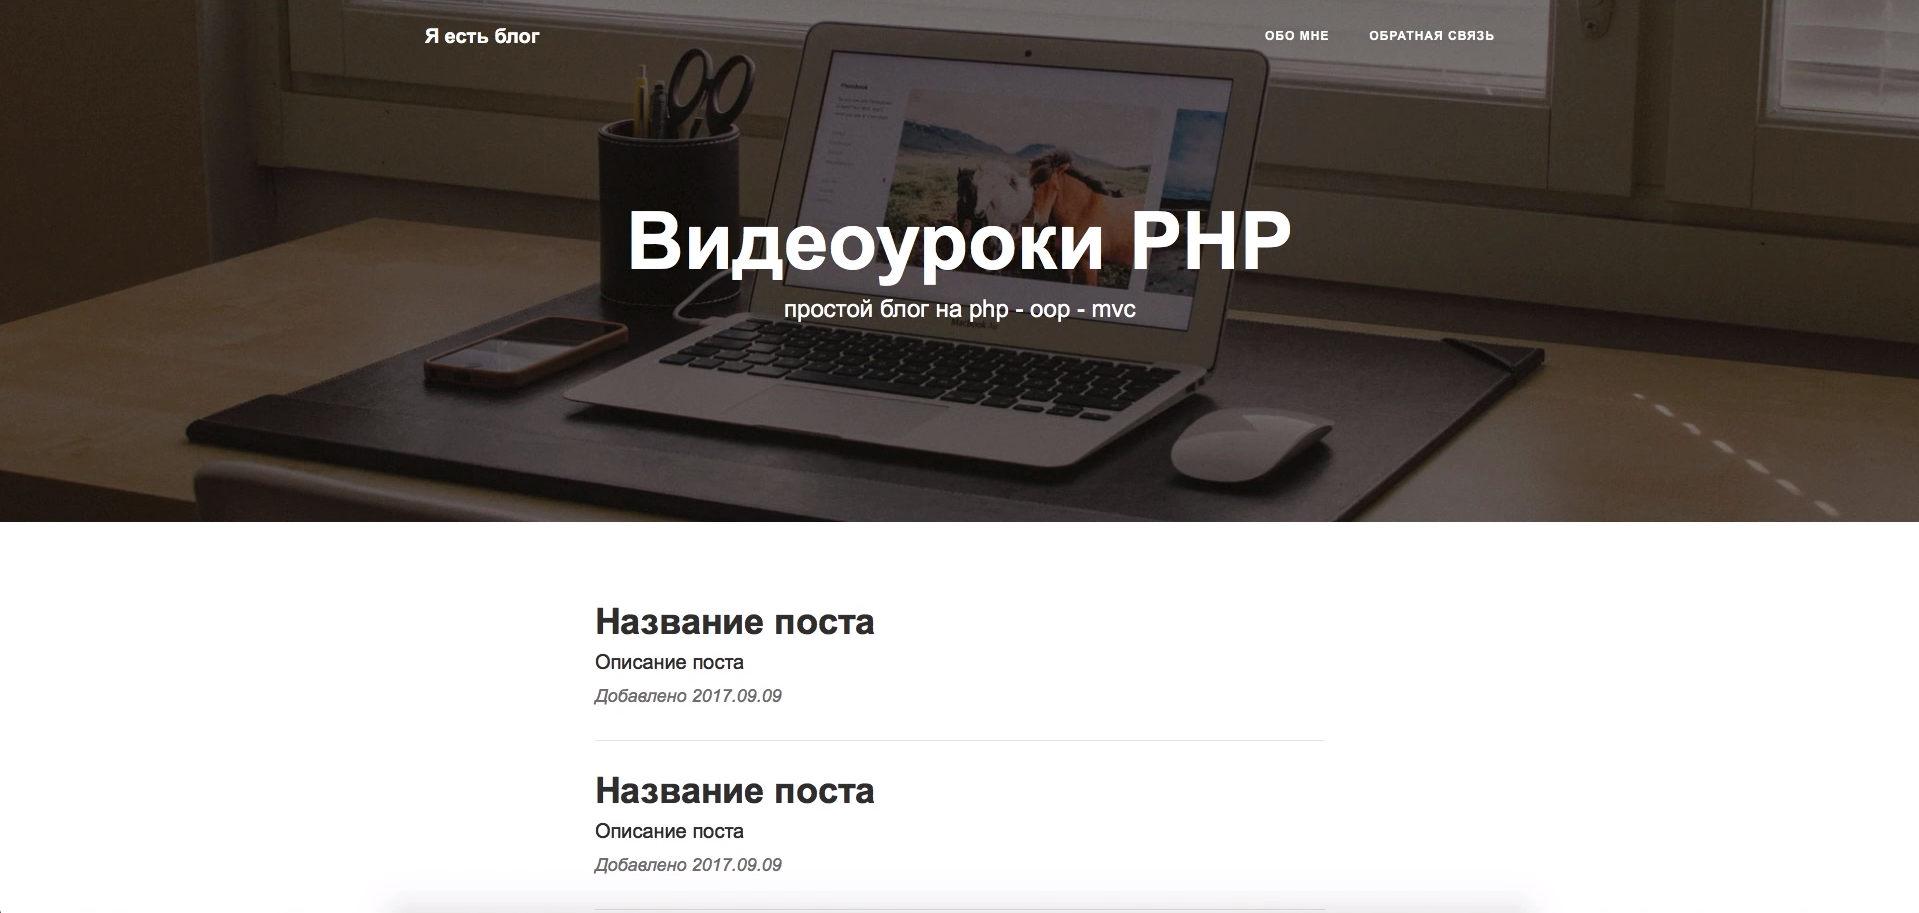 Я есть блог
ОБО МНЕ
ОБРАТНАЯ СВЯЗЬ
Видеоуроки PHP
простой блог на php - oop - mvc
Название поста
Описание поста
Добавлено 2017.09.09
Название поста
Описание поста
Добавлено 2017.09.09